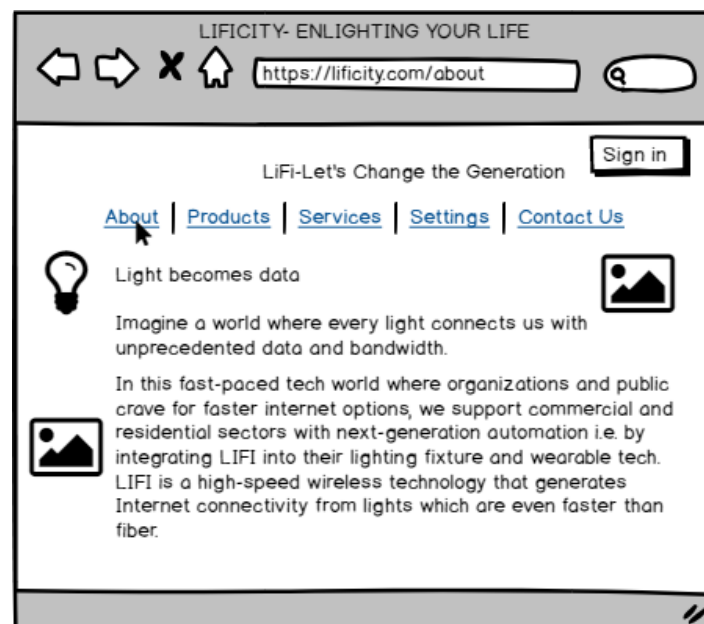 LIFICITY- ENLIGHTING YOUR LIFE
https://lificity.com/about
Sign in
LiFi-Let's Change the Generation
About | Products | Services | Settings | Contact Us
Light becomes data
Imagine a world where every light connects us with
unprecedented data and bandwidth.
In this fast-paced tech world where organizations and public
crave for faster internet options, we support commercial and
residential sectors with next-generation automation i.e. by
integrating LIFI into their lighting fixture and wearable tech.
LIFI is a high-speed wireless technology that generates
Internet connectivity from lights which are even faster than
fiber.